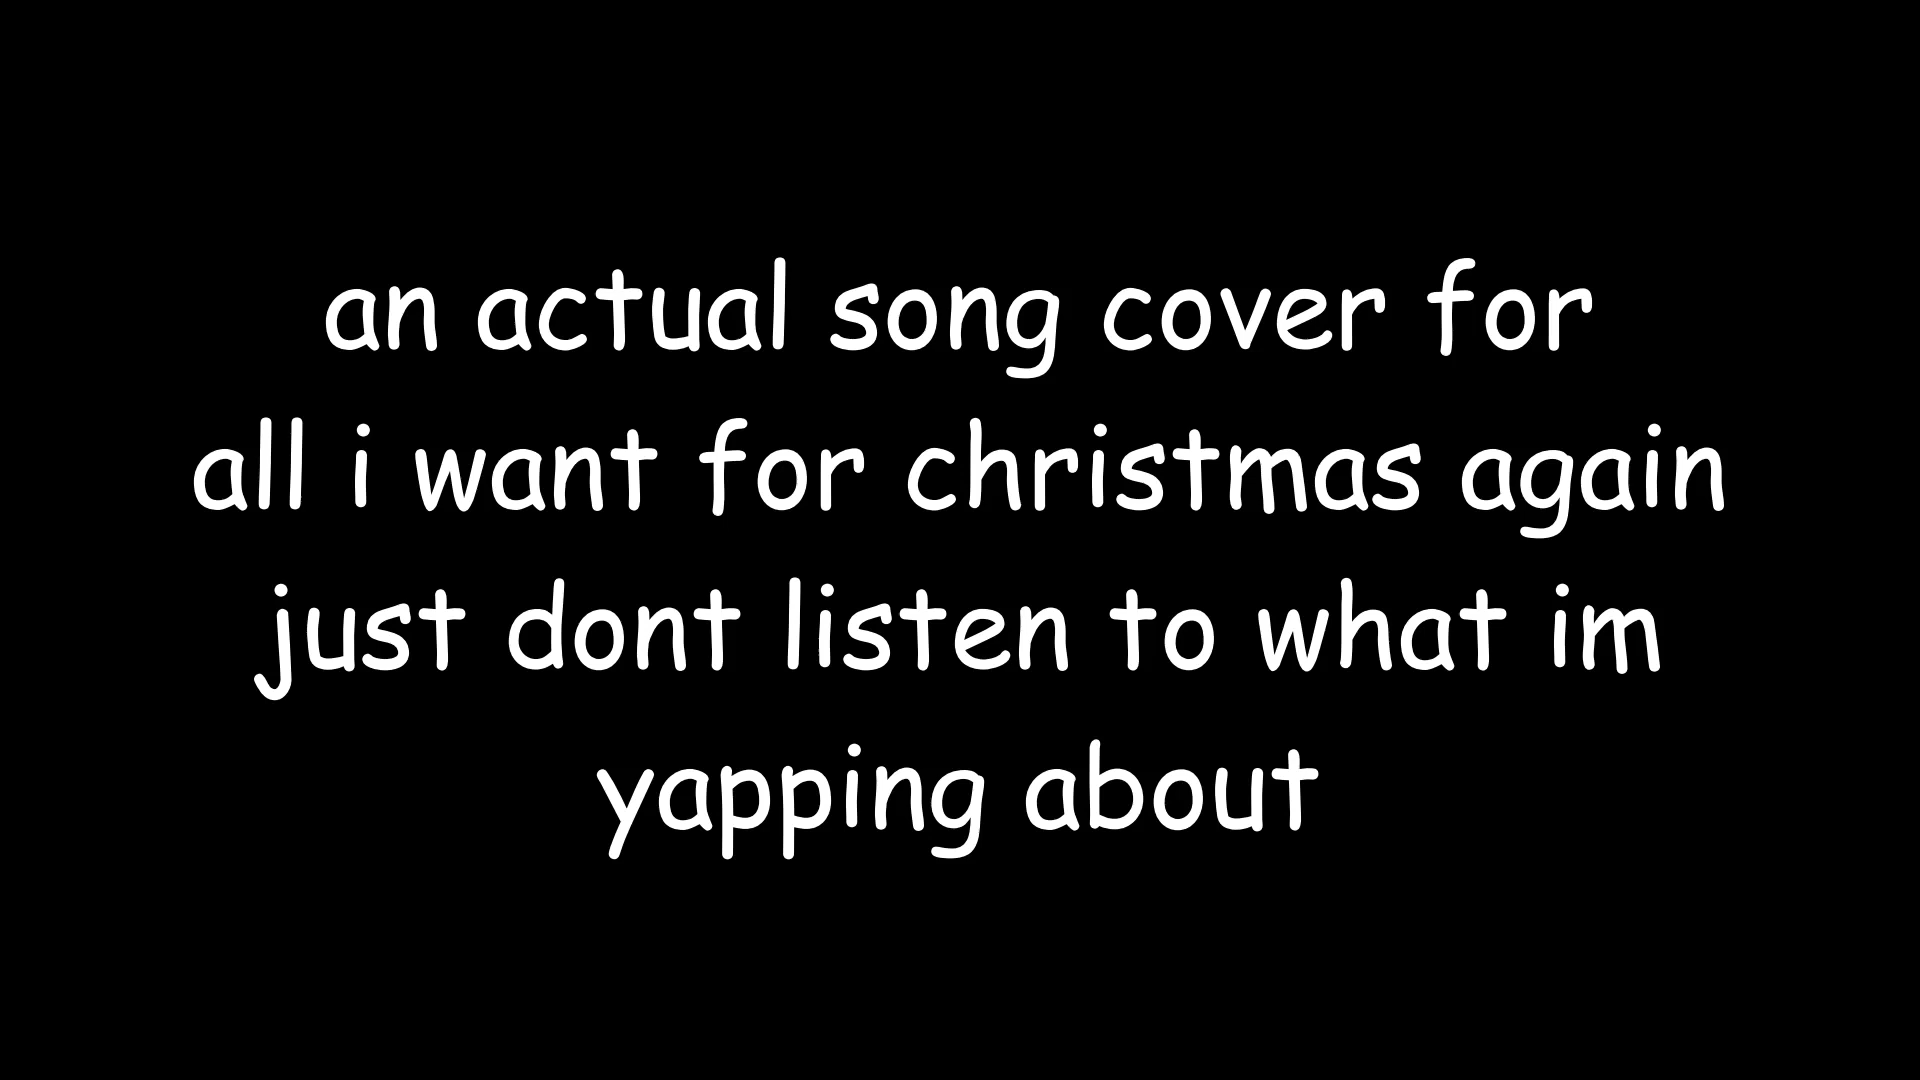 an actual song cover for
all i want for christmas again
just dont listen to what im
yapping about